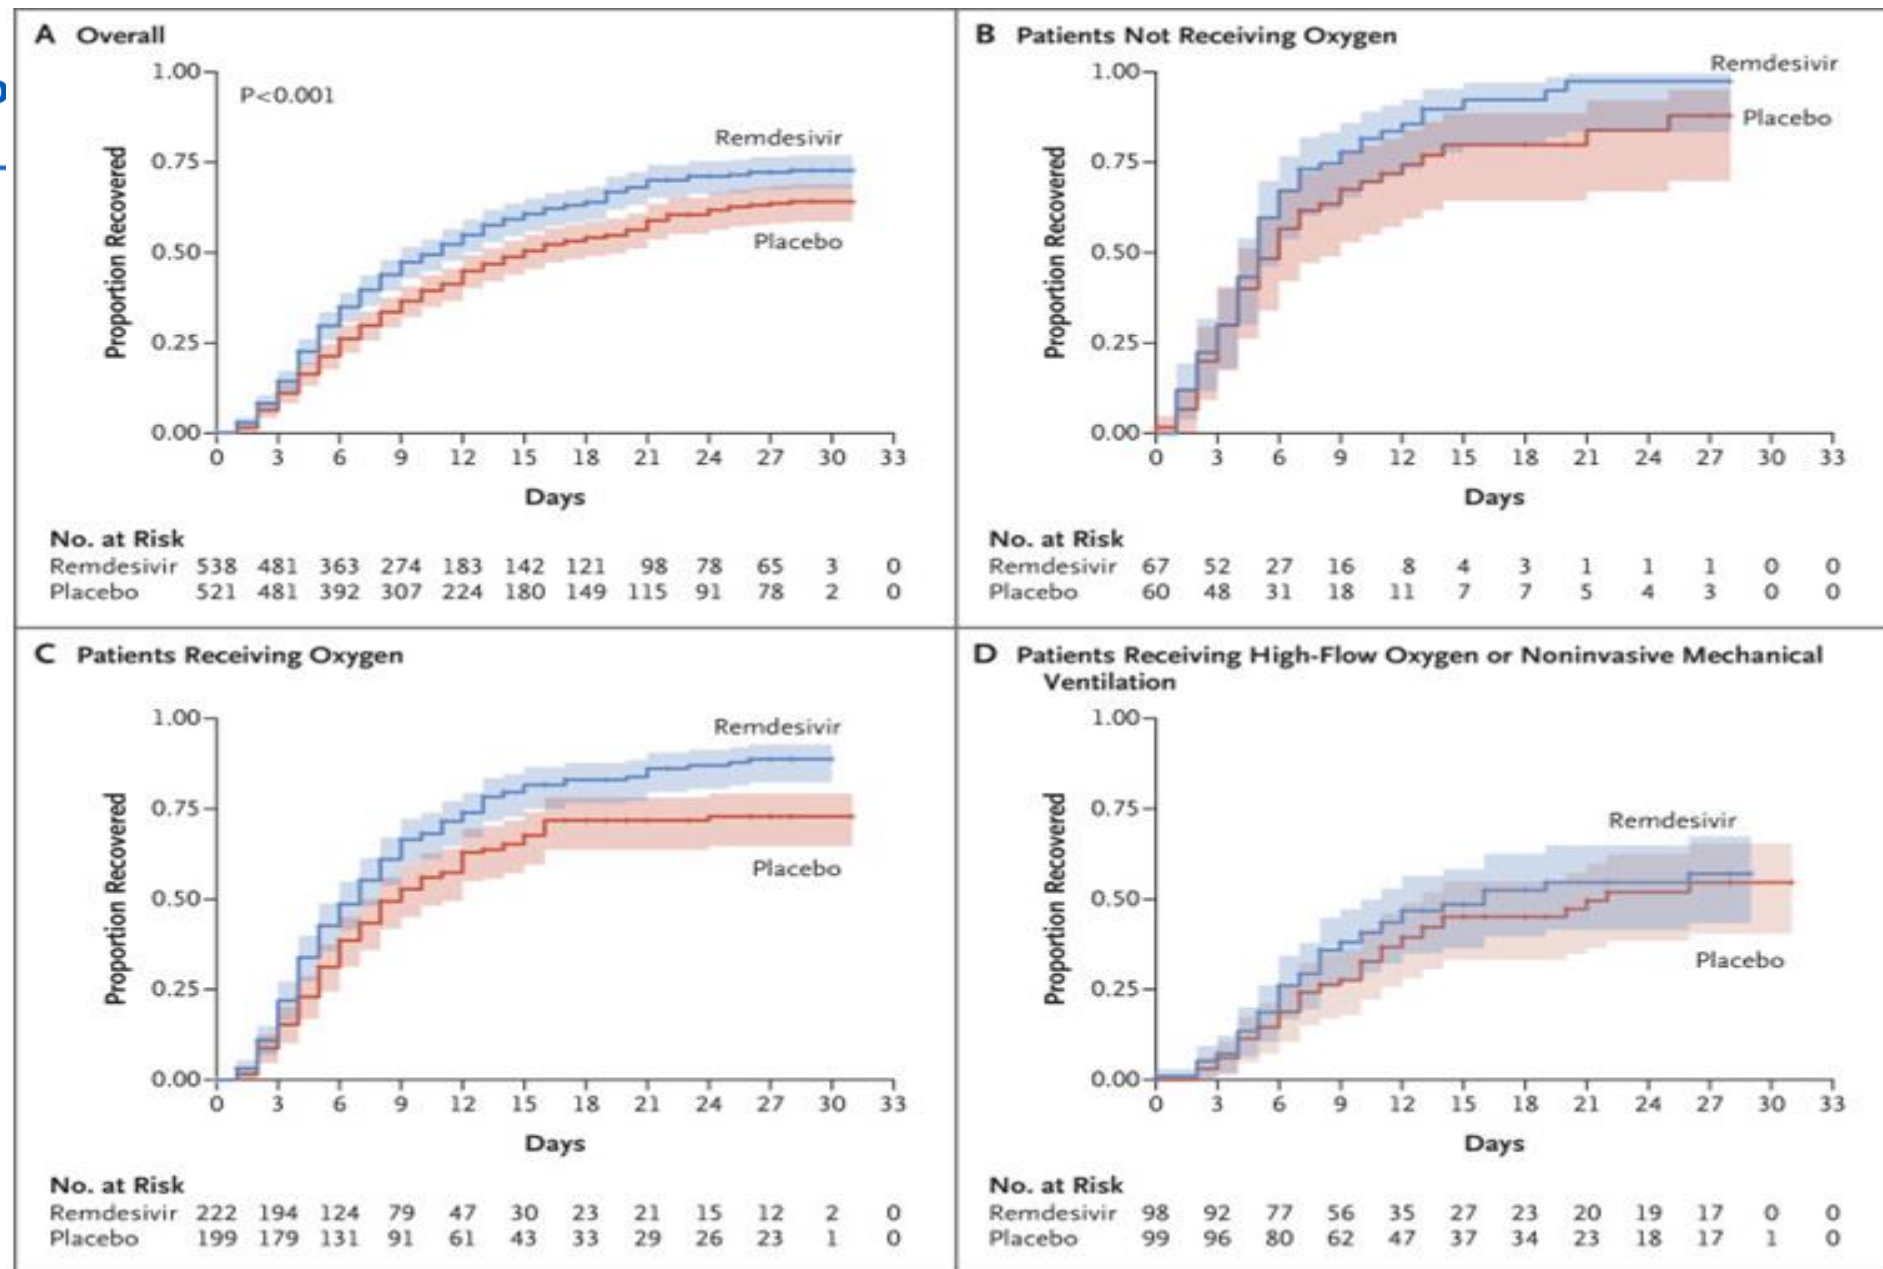 A Overall
P<0.001
Proportion Recovered
1.00
0.75
0.50
0.25
0.00
Remdesivir
Placebo
0 3 6 9 12 15 18 21 24 27 30 33
Days
No. at Risk
Remdesivir 538 481 363 274 183 142 121 98 78 65 3 0
Placebo 521 481 392 307 224 180 149 115 91 78 2 0
B Patients Not Receiving Oxygen
Proportion Recovered
1.00
0.75
0.50
0.25
0.00
Remdesivir
Placebo
0 3 6 9 12 15 18 21 24 27 30 33
Days
No. at Risk
Remdesivir 67 52 27 16 8 4 3 1 1 1 0 0
Placebo 60 48 31 18 11 7 7 5 4 3 0 0
C Patients Receiving Oxygen
Proportion Recovered
1.00
0.75
0.50
0.25
0.00
Remdesivir
Placebo
0 3 6 9 12 15 18 21 24 27 30 33
Days
No. at Risk
Remdesivir 222 194 124 79 47 30 23 21 15 12 2 0
Placebo 199 179 131 91 61 43 33 29 26 23 1 0
D Patients Receiving High-Flow Oxygen or Noninvasive Mechanical
Ventilation
Proportion Recovered
1.00
0.75
0.50
0.25
0.00
Remdesivir
Placebo
0 3 6 9 12 15 18 21 24 27 30 33
Days
No. at Risk
Remdesivir 98 92 77 56 35 27 23 20 19 17 0 0
Placebo 99 96 80 62 47 37 34 23 18 17 1 0